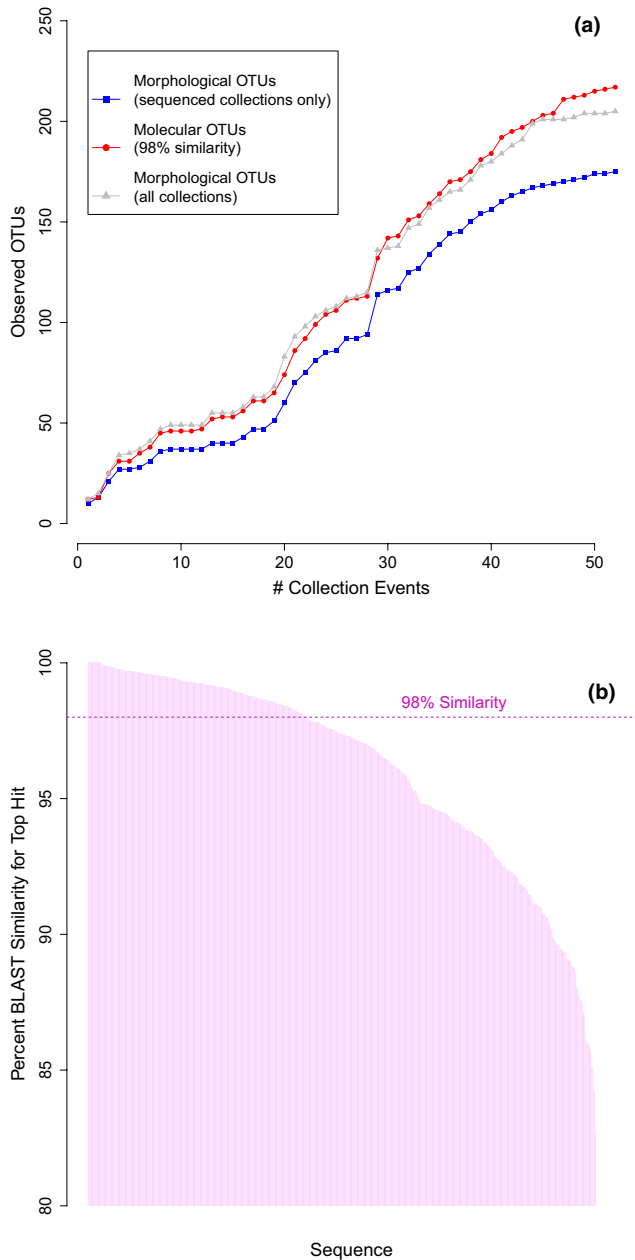 (a)
250
200
150
100
50
0
Observed OTUs
Morphological OTUs
(sequenced collections only)
Molecular OTUs
(98% similarity)
Morphological OTUs
(all collections)
0 10 20 30 40 50
# Collection Events
(b)
98% Similarity
100
95
90
85
80
Percent BLAST Similarity for Top Hit
Sequence